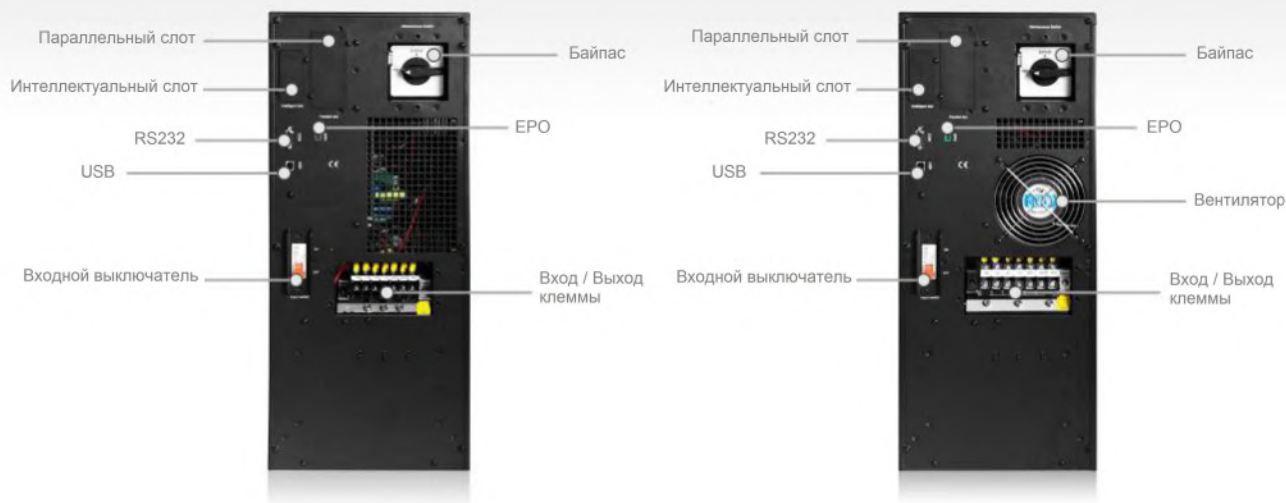 Параллельный слот
Байпас
Интеллектуальный слот
RS232
EPO
USB
Входной выключатель
Вход / Выход
клеммы
Параллельный слот
Байпас
Интеллектуальный слот
RS232
EPO
USB
Вентилятор
Входной выключатель
Вход / Выход
клеммы